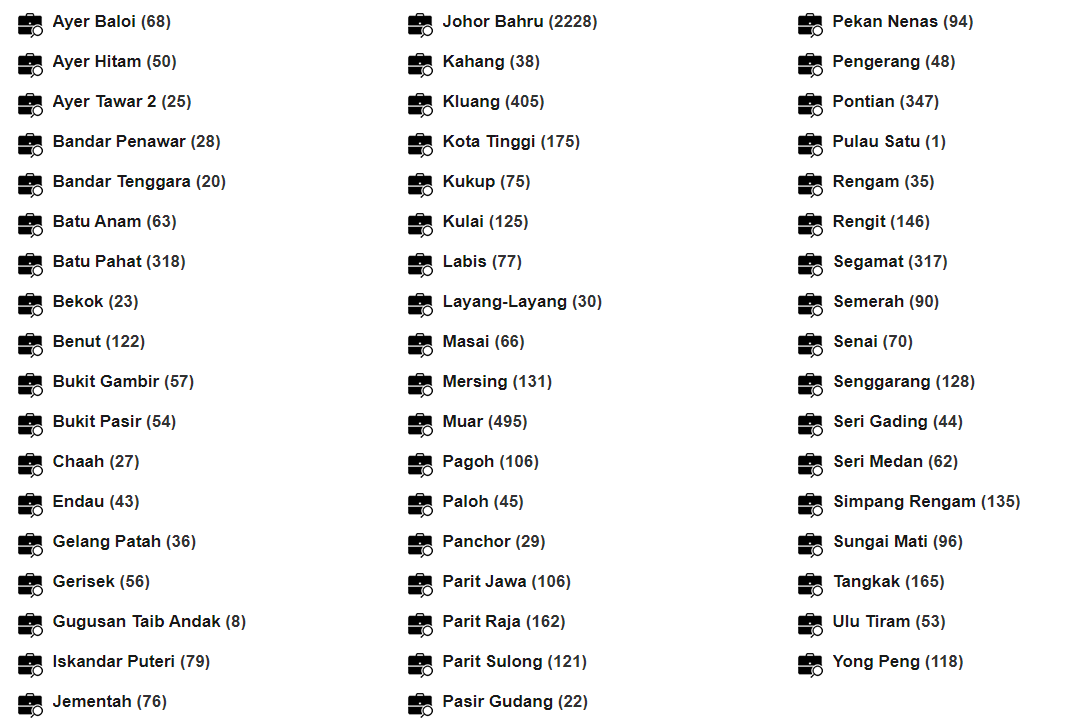 Ayer Baloi (68)
Ayer Hitam (50)
Ayer Tawar 2 (25)
Bandar Penawar (28)
Bandar Tenggara (20)
Batu Anam (63)
Batu Pahat (318)
Bekok (23)
Benut (122)
Bukit Gambir (57)
Bukit Pasir (54)
Chaah (27)
Endau (43)
Gelang Patah (36)
Gerisek (56)
Gugusan Taib Andak (8)
Iskandar Puteri (79)
Jementah (76)
Johor Bahru (2228)
Kahang (38)
Kluang (405)
Kota Tinggi (175)
Kukup (75)
Kulai (125)
Labis (77)
Layang-Layang (30)
Masai (66)
Mersing (131)
Muar (495)
Pagoh (106)
Paloh (45)
Panchor (29)
Parit Jawa (106)
Parit Raja (162)
Parit Sulong (121)
Pasir Gudang (22)
Pekan Nenas (94)
Pengerang (48)
Pontian (347)
Pulau Satu (1)
Rengam (35)
Rengit (146)
Segamat (317)
Semerah (90)
Senai (70)
Senggarang (128)
Seri Gading (44)
Seri Medan (62)
Simpang Rengam (135)
Sungai Mati (96)
Tangkak (165)
Ulu Tiram (53)
Yong Peng (118)